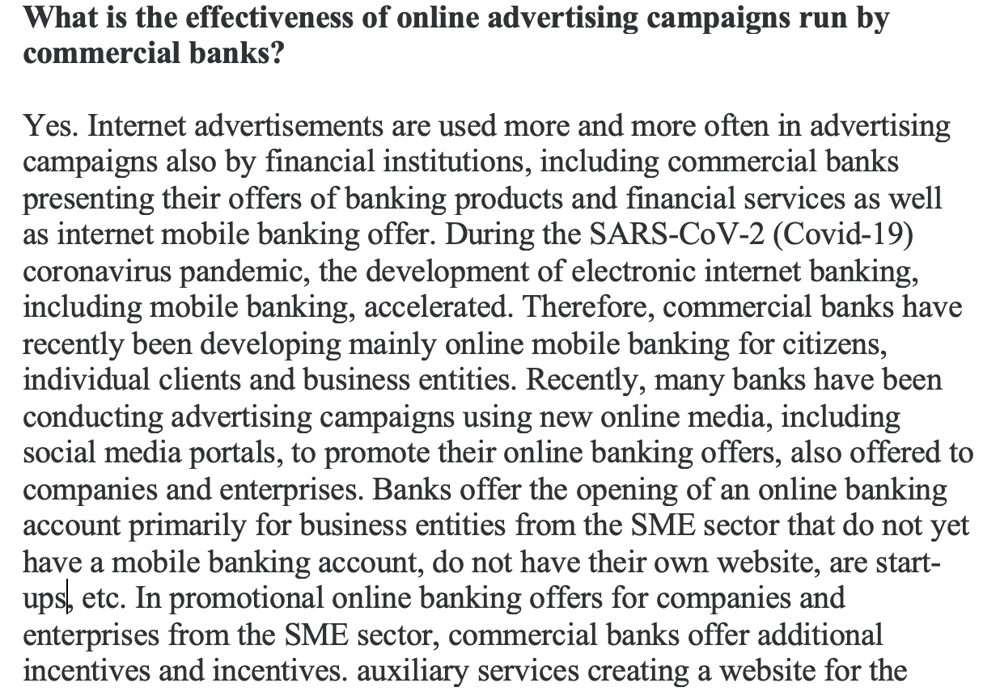 What is the effectiveness of online advertising campaigns run by
commercial banks?
Yes. Internet advertisements are used more and more often in advertising
campaigns also by financial institutions, including commercial banks
presenting their offers of banking products and financial services as well
as internet mobile banking offer. During the SARS-CoV-2 (Covid-19)
coronavirus pandemic, the development of electronic internet banking,
including mobile banking, accelerated. Therefore, commercial banks have
recently been developing mainly online mobile banking for citizens,
individual clients and business entities. Recently, many banks have been
conducting advertising campaigns using new online media, including
social media portals, to promote their online banking offers, also offered to
companies and enterprises. Banks offer the opening of an online banking
account primarily for business entities from the SME sector that do not yet
have a mobile banking account, do not have their own website, are start-
ups, etc. In promotional online banking offers for companies and
enterprises from the SME sector, commercial banks offer additional
incentives and incentives. auxiliary services creating a website for the